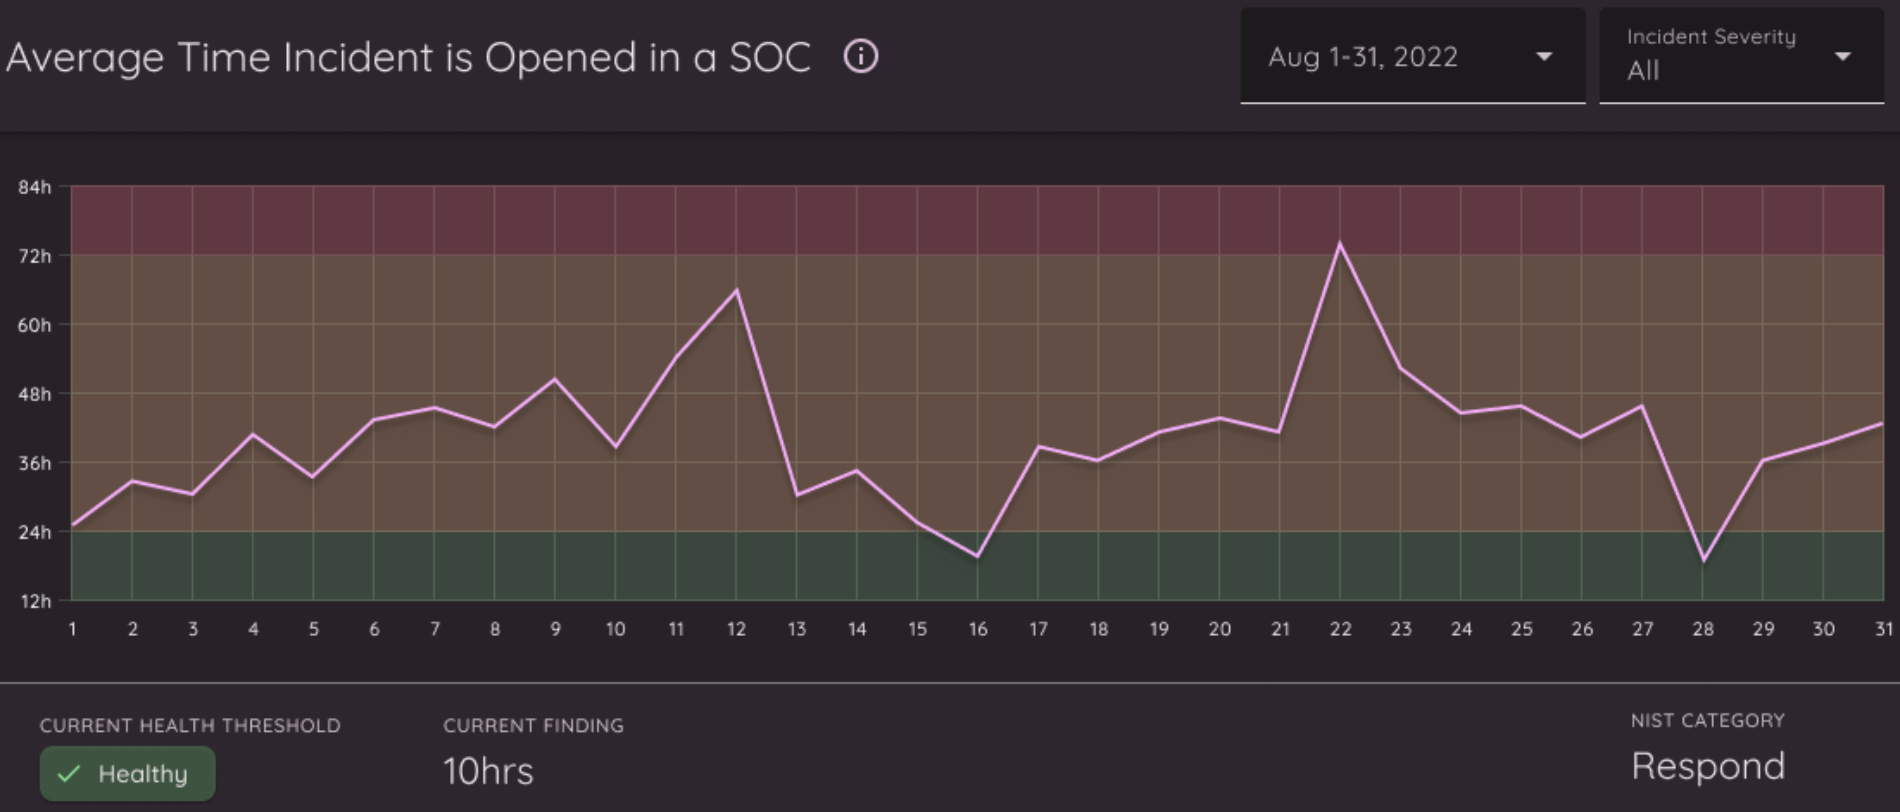 Average Time Incident is Opened in a SOC
Aug 1-31, 2022
Incident Severity
All
84h
72h
60h
48h
36h
24h
12h
1 2 3 4 5 6 7 8 9 10 11 12 13 14 15 16 17 18 19 20 21 22 23 24 25 26 27 28 29 30 31
CURRENT HEALTH THRESHOLD
Healthy
CURRENT FINDING
10hrs
NIST CATEGORY
Respond